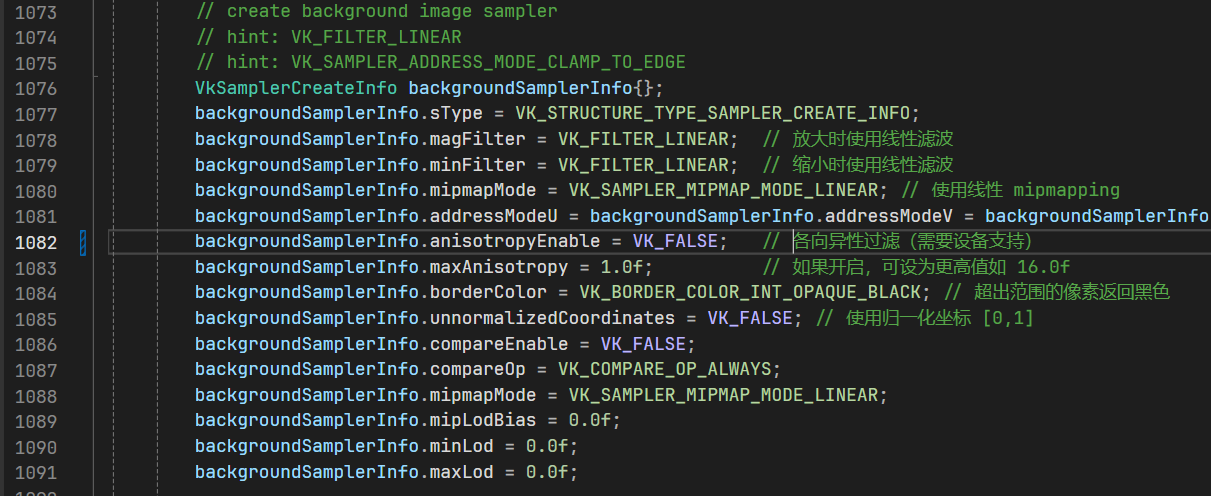 1073 // create background image sampler
1074 // hint: VK_FILTER_LINEAR
1075 // hint: VK_SAMPLER_ADDRESS_MODE_CLAMP_TO_EDGE
1076 VkSamplerCreateInfo backgroundSamplerInfo{};
1077 backgroundSamplerInfo.sType = VK_STRUCTURE_TYPE_SAMPLER_CREATE_INFO;
1078 backgroundSamplerInfo.magFilter = VK_FILTER_LINEAR; // 放大时使用线性滤波
1079 backgroundSamplerInfo.minFilter = VK_FILTER_LINEAR; // 缩小时使用线性滤波
1080 backgroundSamplerInfo.mipmapMode = VK_SAMPLER_MIPMAP_MODE_LINEAR; // 使用线性 mipmapping
1081 backgroundSamplerInfo.addressModeU = backgroundSamplerInfo.addressModeV = backgroundSamplerInfo
1082 backgroundSamplerInfo.anisotropyEnable = VK_FALSE; // 各向异性过滤（需要设备支持）
1083 backgroundSamplerInfo.maxAnisotropy = 1.0f; // 如果开启，可设为更高值如 16.0f
1084 backgroundSamplerInfo.borderColor = VK_BORDER_COLOR_INT_OPAQUE_BLACK; // 超出范围的像素返回黑色
1085 backgroundSamplerInfo.unnormalizedCoordinates = VK_FALSE; // 使用归一化坐标 [0,1]
1086 backgroundSamplerInfo.compareEnable = VK_FALSE;
1087 backgroundSamplerInfo.compareOp = VK_COMPARE_OP_ALWAYS;
1088 backgroundSamplerInfo.mipmapMode = VK_SAMPLER_MIPMAP_MODE_LINEAR;
1089 backgroundSamplerInfo.mipLodBias = 0.0f;
1090 backgroundSamplerInfo.minLod = 0.0f;
1091 backgroundSamplerInfo.maxLod = 0.0f;